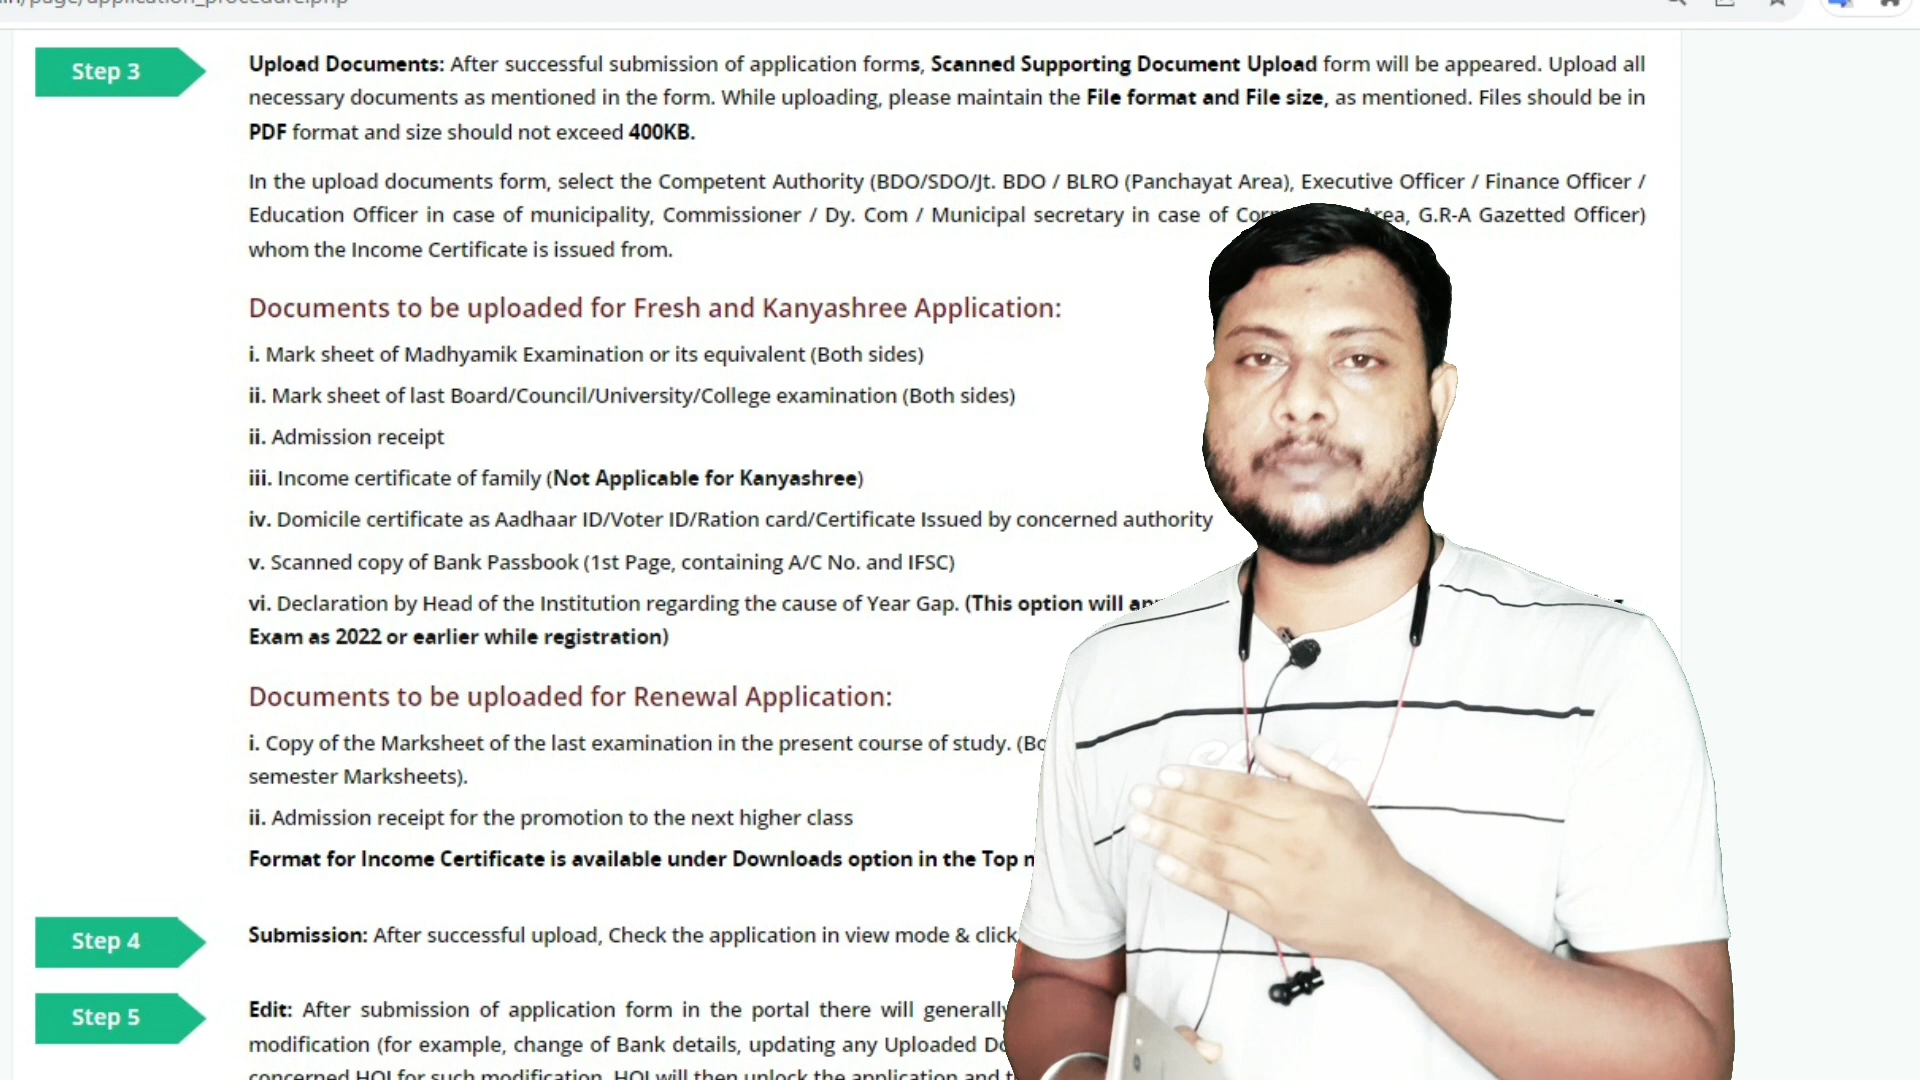 Step 3
Upload Documents: After successful submission of application forms, Scanned Supporting Document Upload form will be appeared. Upload all
necessary documents as mentioned in the form. While uploading, please maintain the File format and File size, as mentioned. Files should be in
PDF format and size should not exceed 400KB.
In the upload documents form, select the Competent Authority (BDO/SDO/Jt. BDO / BLRO (Panchayat Area), Executive Officer / Finance Officer /
Education Officer in case of municipality, Commissioner / Dy. Com / Municipal secretary in case of Area, G.R-A Gazetted Officer)
whom the Income Certificate is issued from.
Documents to be uploaded for Fresh and Kanyashree Application:
i. Mark sheet of Madhyamik Examination or its equivalent (Both sides)
ii. Mark sheet of last Board/Council/University/College examination (Both sides)
ii. Admission receipt
iii. Income certificate of family (Not Applicable for Kanyashree)
iv. Domicile certificate as Aadhaar ID/Voter ID/Ration card/Certificate Issued by concerned authority
v. Scanned copy of Bank Passbook (1st Page, containing A/C No. and IFSC)
vi. Declaration by Head of the Institution regarding the cause of Year Gap. (This option will
Exam as 2022 or earlier while registration)
Documents to be uploaded for Renewal Application:
i. Copy of the Marksheet of the last examination in the present course of study.
semester Marksheets).
ii. Admission receipt for the promotion to the next higher class
Format for Income Certificate is available under Downloads option in the Top
Step 4
Submission: After successful upload, Check the application in view mode & click
Step 5
Edit: After submission of application form in the portal there will generally
modification (for example, change of Bank details, updating any Uploaded
concerned HOI for such modification. HOI will then unlock the application and